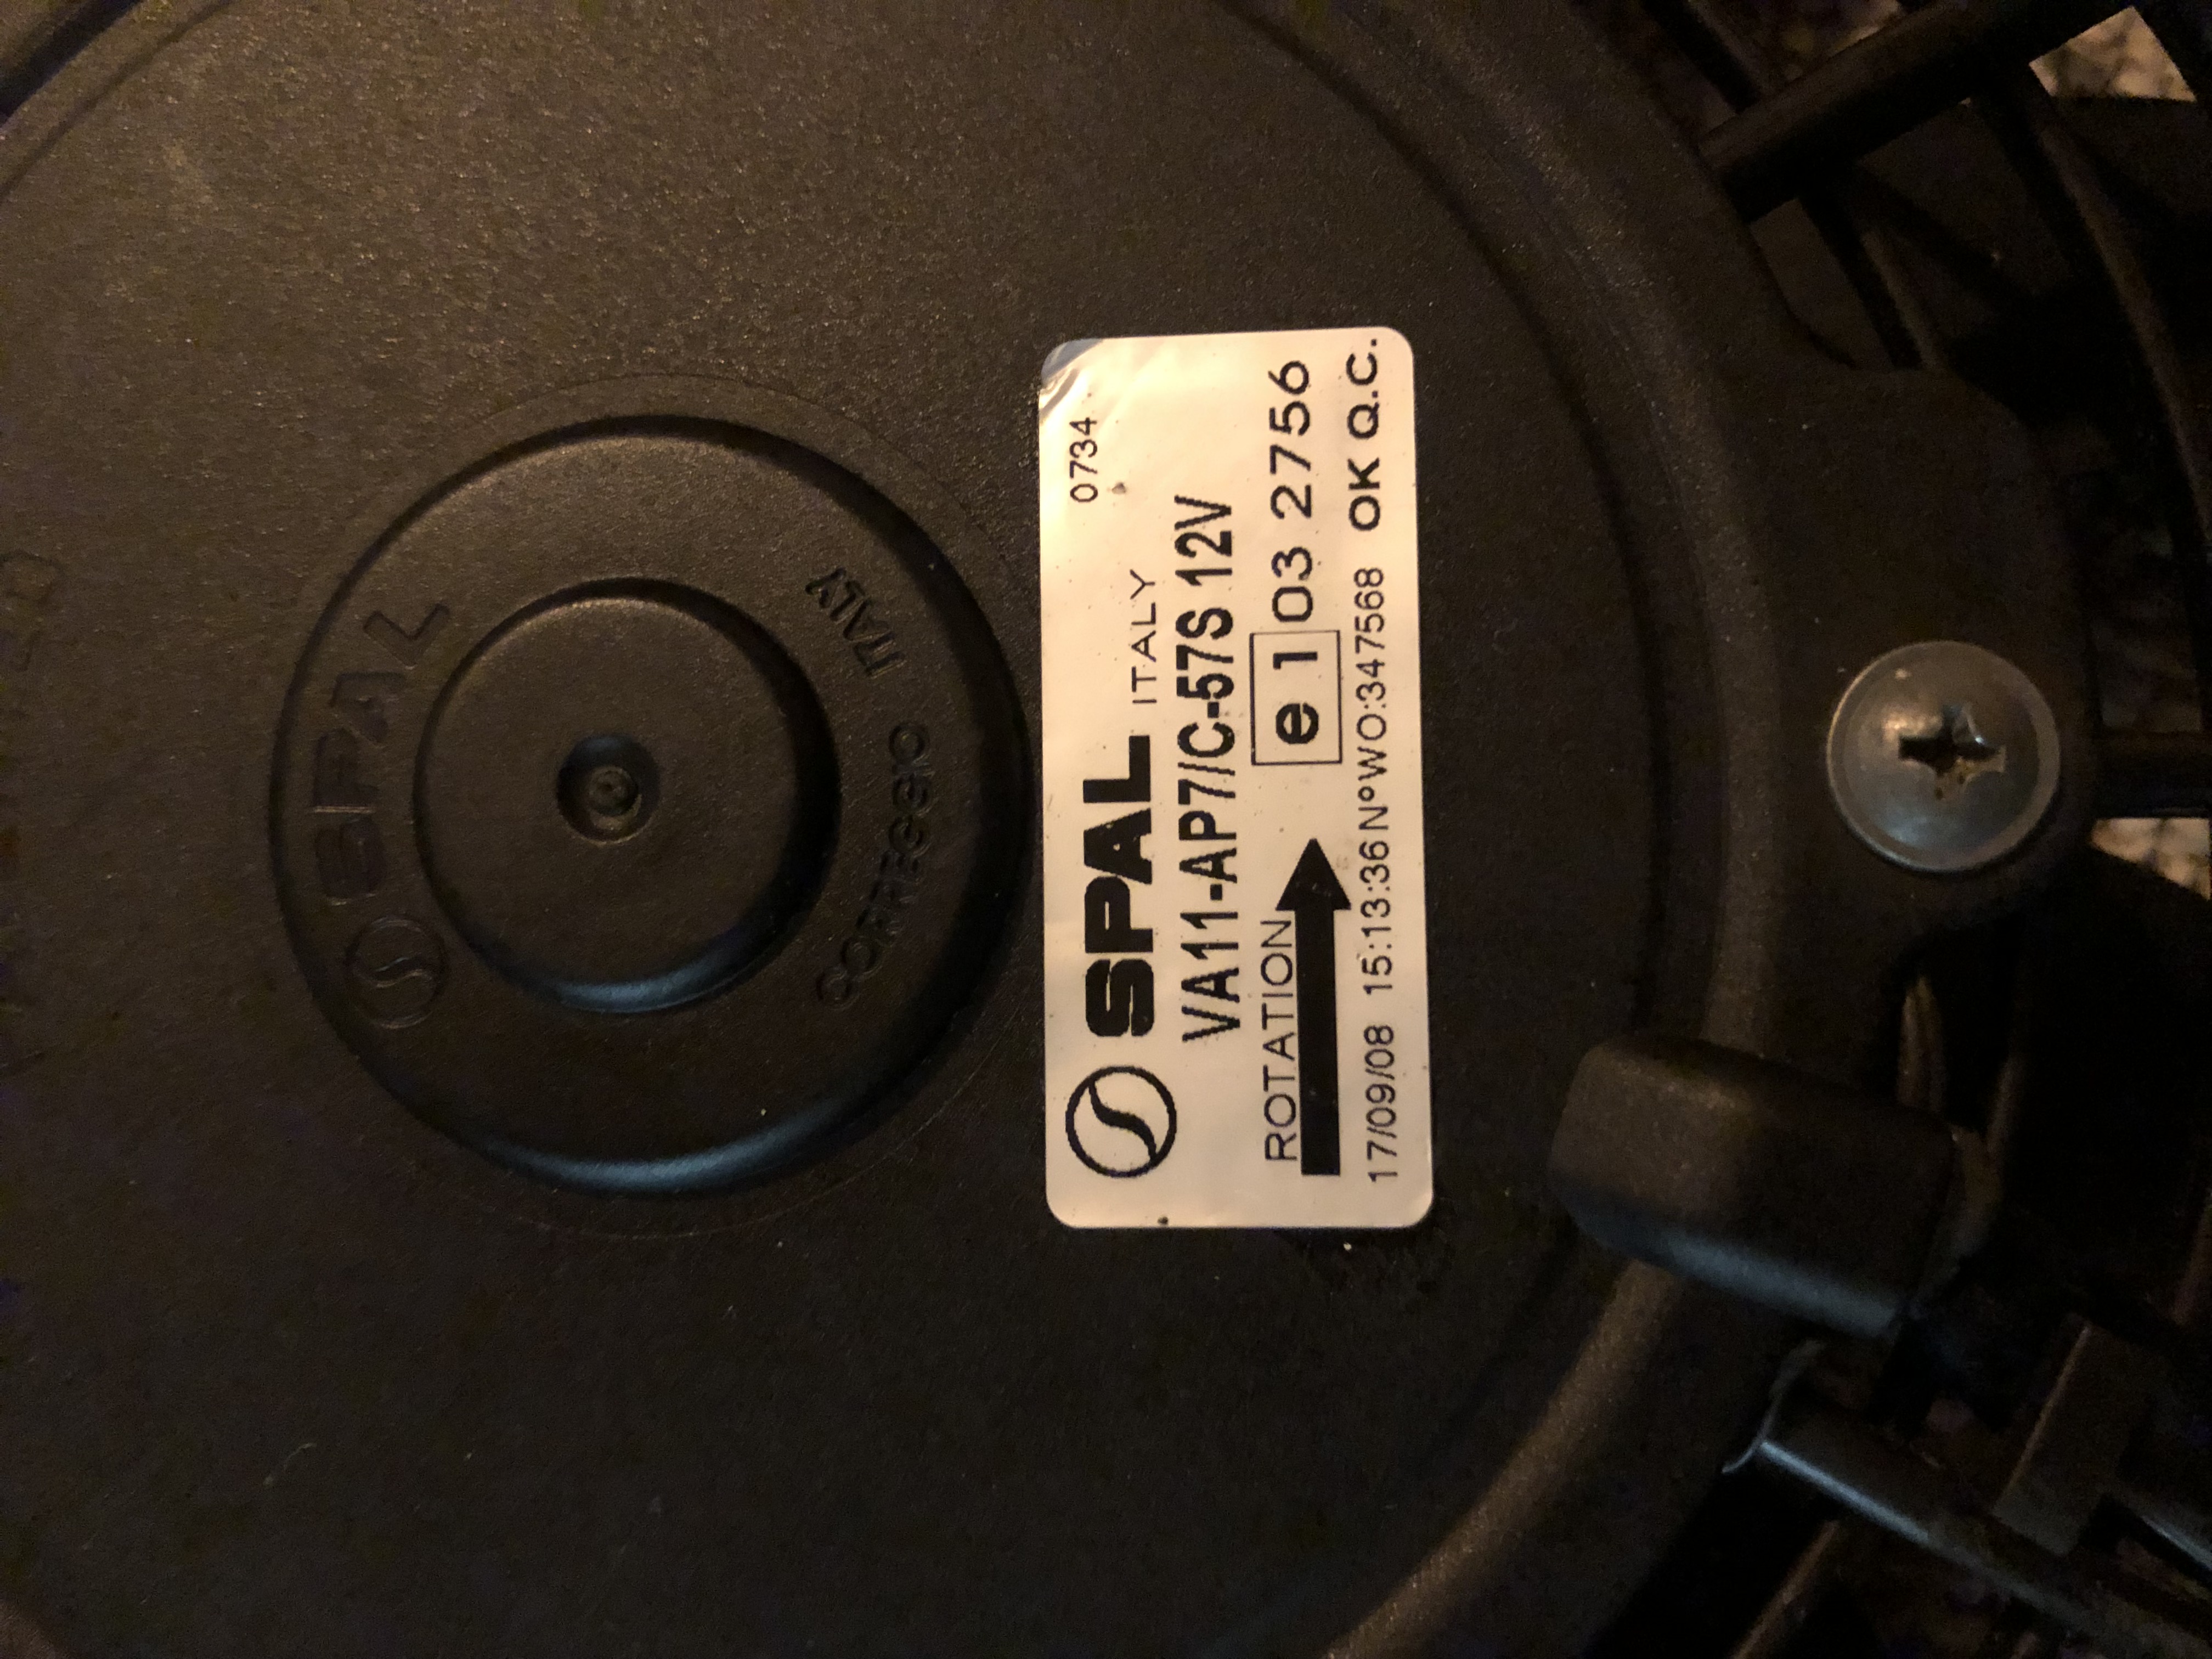 SPAL
CORREGGIO ITALY
SPAL ITALY 0734
VA11-AP7/C-57S 12V
ROTATION e1 03 2756
17/09/08 15:13:36 N°WO:347568 OK Q.C.